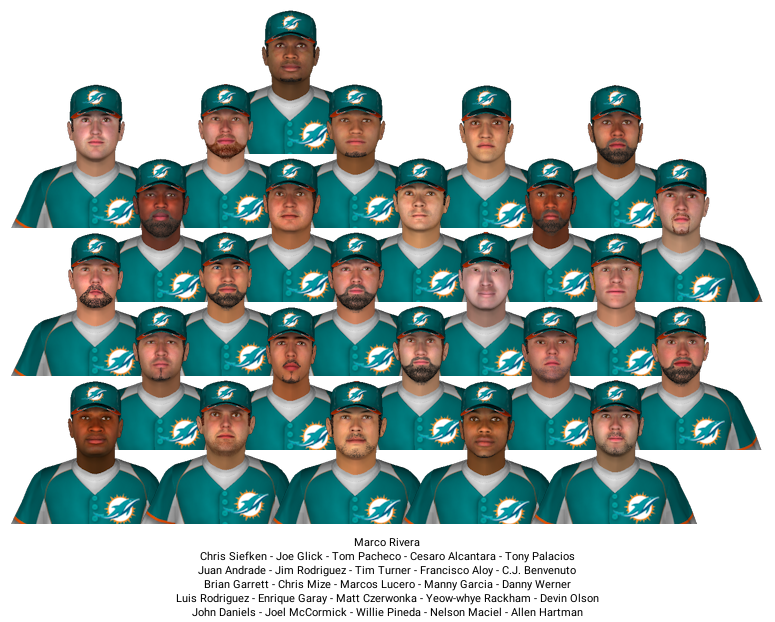 Marco Rivera
Chris Siefken - Joe Glick - Tom Pacheco - Cesaro Alcantara - Tony Palacios
Juan Andrade - Jim Rodriguez - Tim Turner - Francisco Aloy - C.J. Benvenuto
Brian Garrett - Chris Mize - Marcos Lucero - Manny Garcia - Danny Werner
Luis Rodriguez - Enrique Garay - Matt Czerwonka - Yeow-whye Rackham - Devin Olson
John Daniels - Joel McCormick - Willie Pineda - Nelson Maciel - Allen Hartman